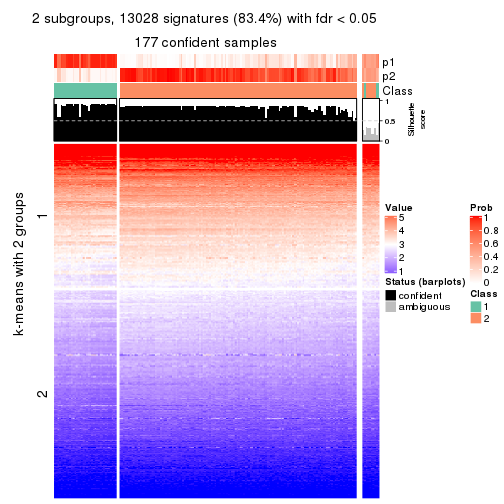 2 subgroups, 13028 signatures (83.4%) with fdr < 0.05
177 confident samples
p1
p2
Class
1
0.5
0
Silhouette
score
k-means with 2 groups
1
2
Value
5
4
3
2
1
Status (barplots)
confident
ambiguous
Prob
1
0.8
0.6
0.4
0.2
0
Class
1
2